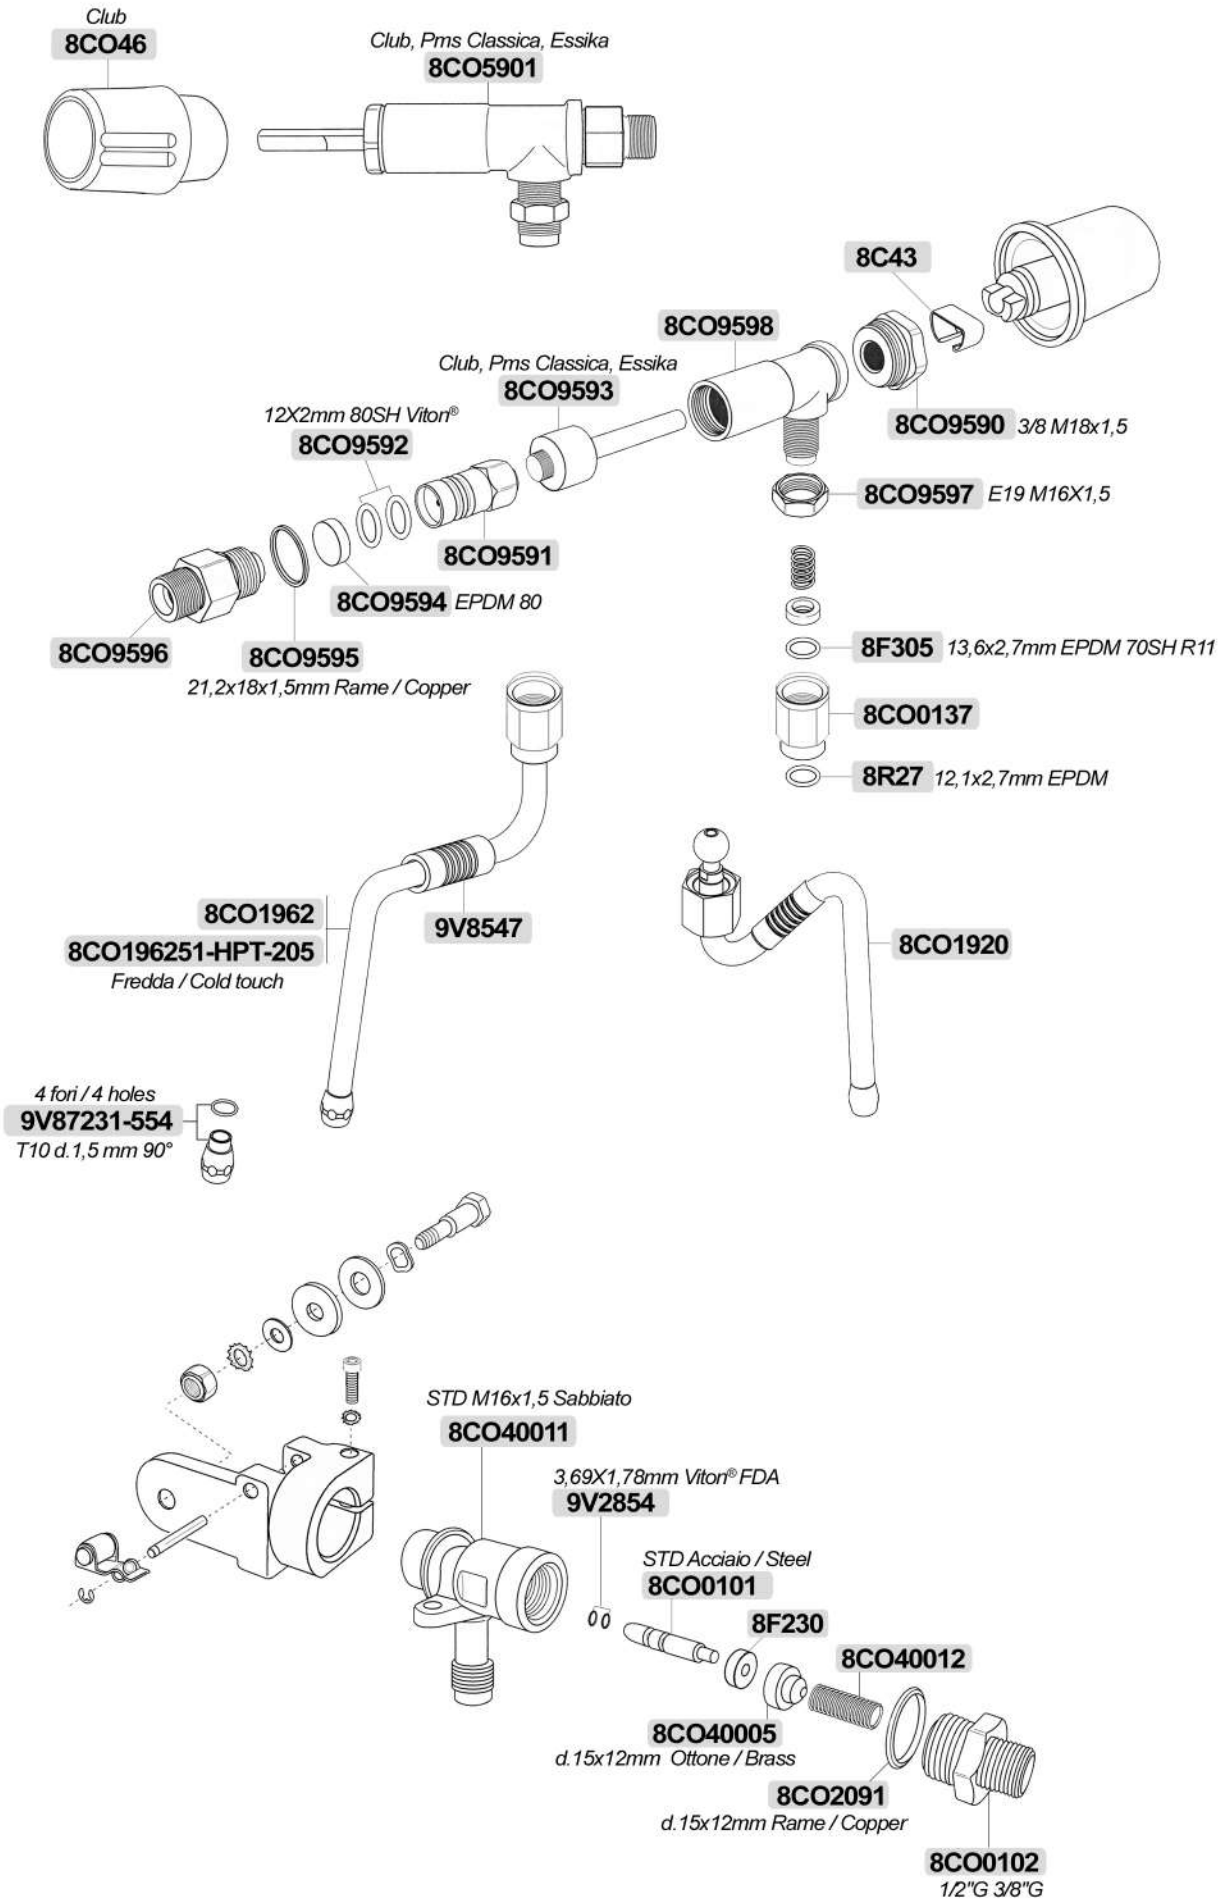 Club
8CO46
Club, Pms Classica, Essika
8CO5901
8C43
8CO9598
Club, Pms Classica, Essika
8CO9593
8CO9590 3/8 M18x1,5
12X2mm 80SH Viton®
8CO9592
8CO9597 E19 M16X1,5
8CO9591
8CO9594 EPDM 80
8CO9596
8CO9595
21,2x18x1,5mm Rame / Copper
8F305 13,6x2,7mm EPDM 70SH R11
8CO0137
8R27 12,1x2,7mm EPDM
8CO1962
8CO196251-HPT-205
Fredda / Cold touch
9V8547
8CO1920
4 fori / 4 holes
9V87231-554
T10 d.1,5 mm 90°
STD M16x1,5 Sabbiato
8CO40011
3,69X1,78mm Viton® FDA
9V2854
STD Acciaio / Steel
8CO0101
8F230
8CO40012
8CO40005
d.15x12mm Ottone / Brass
8CO2091
d.15x12mm Rame / Copper
8CO0102
1/2"G 3/8"G